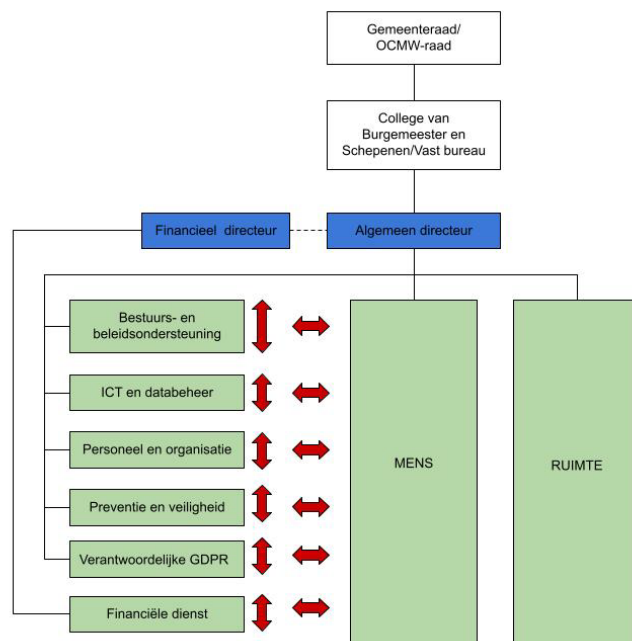 Gemeenteraad/
OCMW-raad
College van
Burgemeester en
Schepenen/Vast bureau
Financieel directeur
Algemeen directeur
Bestuurs- en
beleidsondersteuning
ICT en databeheer
Personeel en organisatie
Preventie en veiligheid
Verantwoordelijke GDPR
Financiële dienst
MENS
RUIMTE